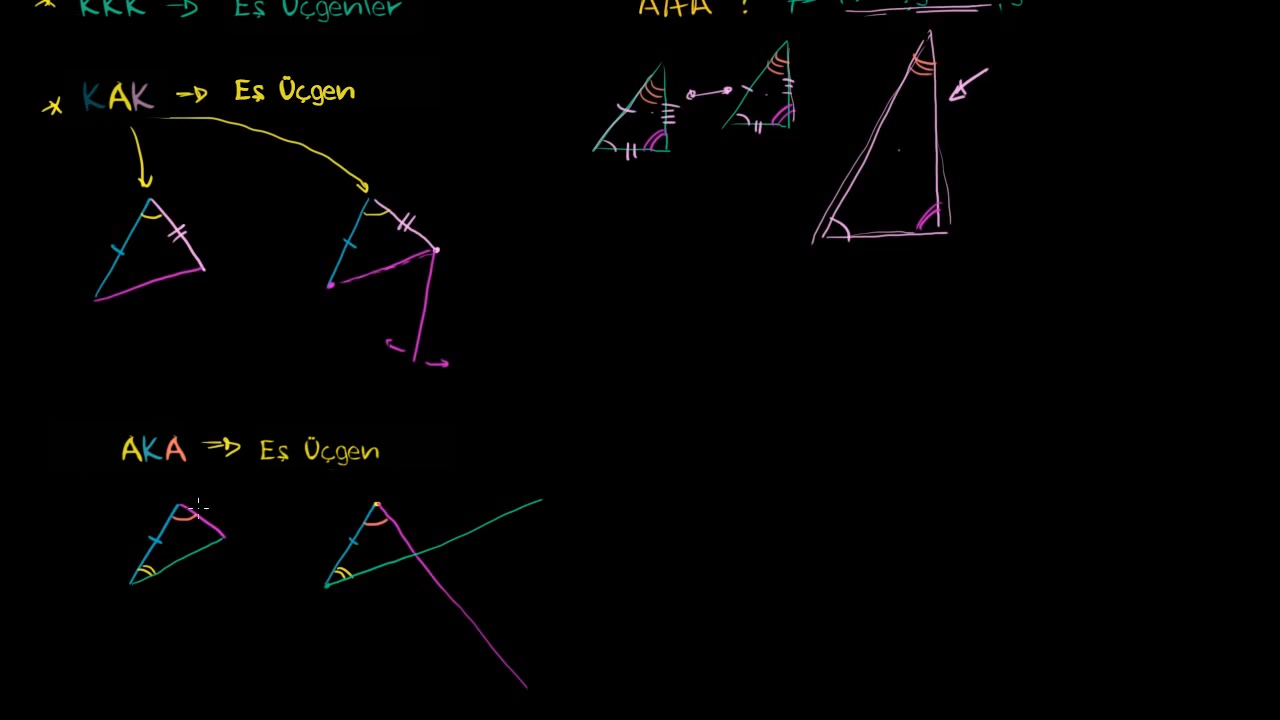 * KKK → Eş Üçgenler
AAA ?
* KAK → Eş Üçgen
AKA ⇒ Eş Üçgen